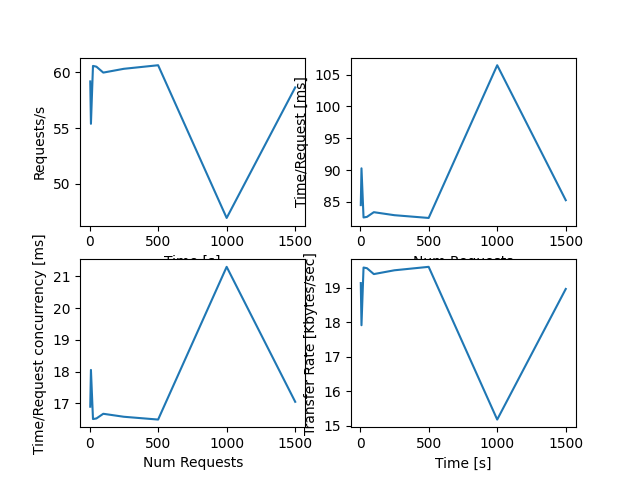 Requests/s
60
55
50
0 500 1000 1500
Time [s]
Time/Request [ms]
105
100
95
90
85
0 500 1000 1500
Num Requests
Time/Request concurrency [ms]
21
20
19
18
17
0 500 1000 1500
Num Requests
Transfer Rate [Kbytes/sec]
19
18
17
16
15
0 500 1000 1500
Time [s]